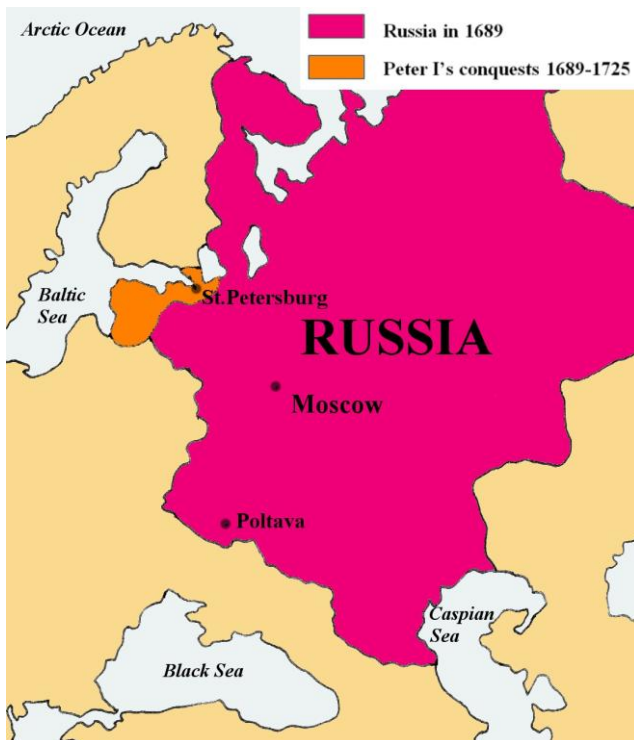 Arctic Ocean
Russia in 1689
Peter I's conquests 1689-1725
Baltic
Sea
St.Petersburg
RUSSIA
Moscow
Poltava
Caspian
Sea
Black Sea